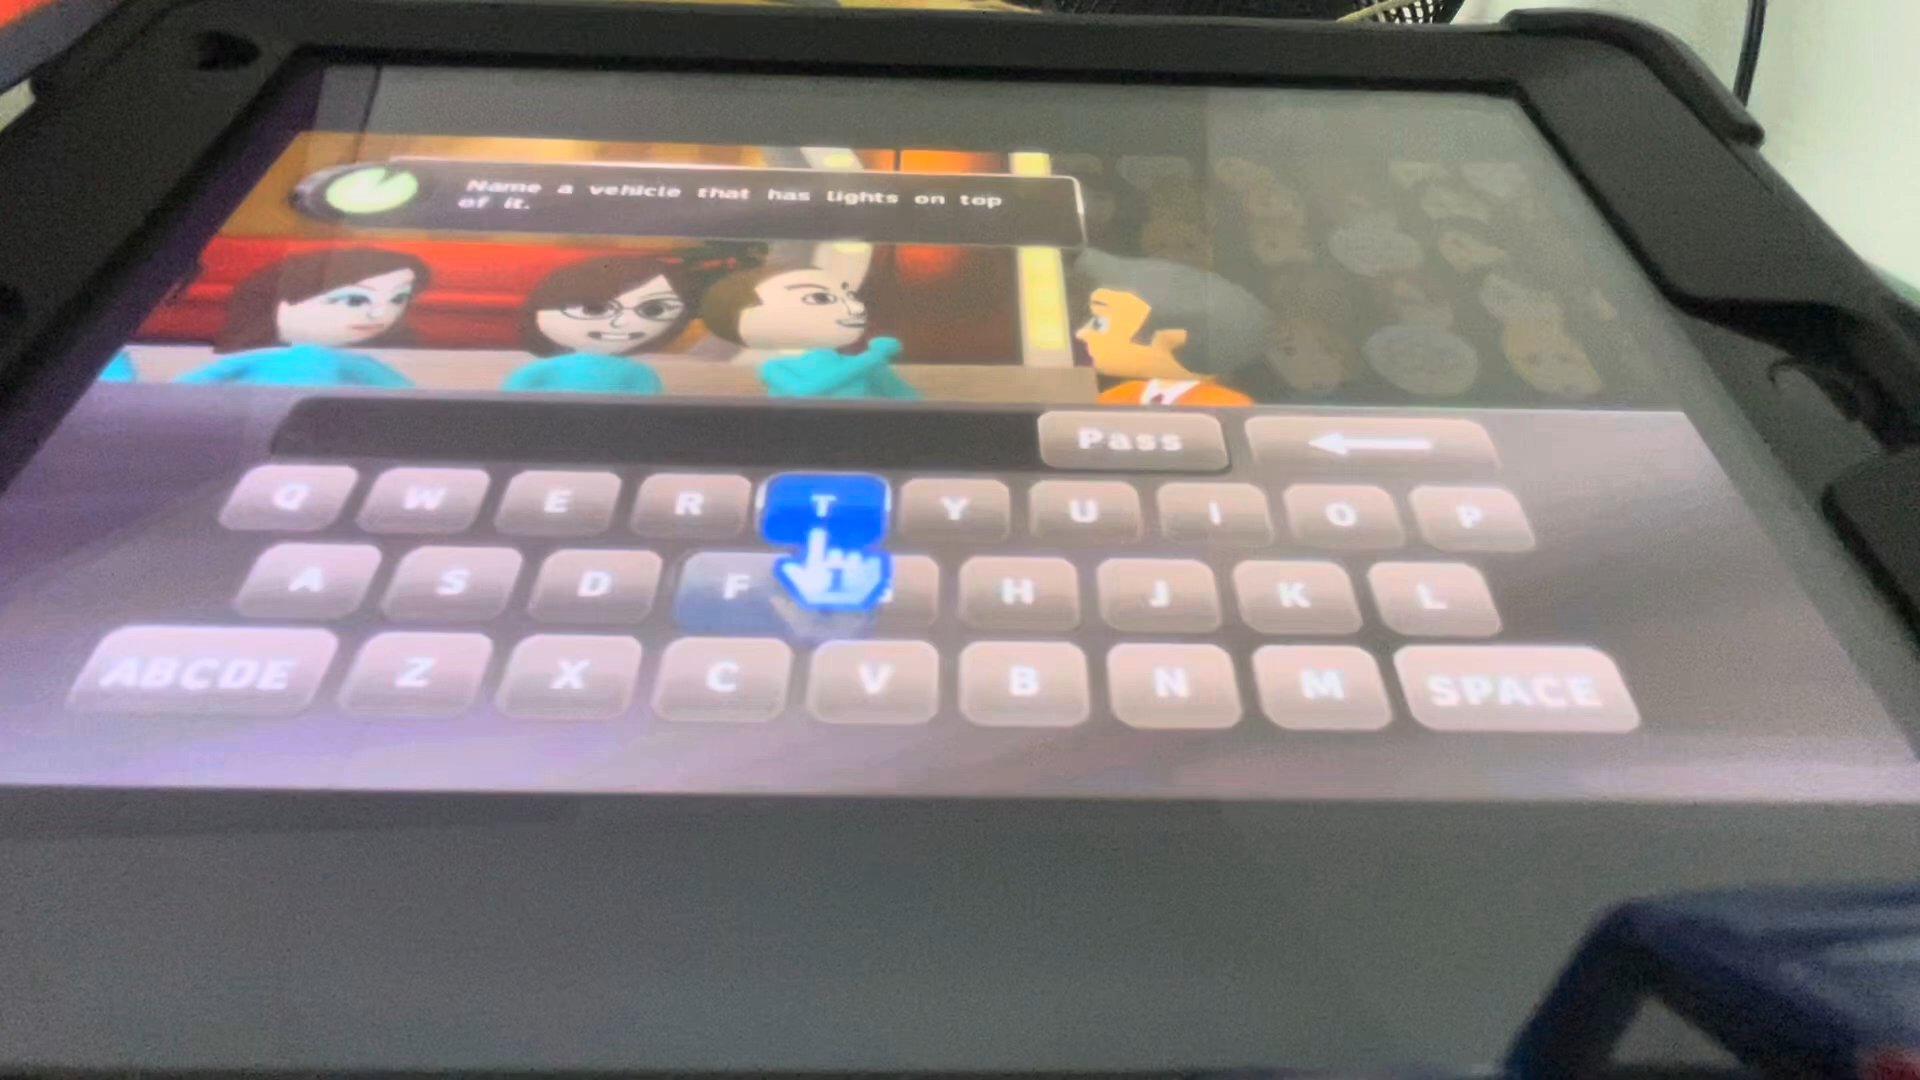 Name a vehicle that has lights on top
of it.
Pass
Q W E R T Y U I O P
A S D F G H J K L
ABCDE Z X C V B N M SPACE